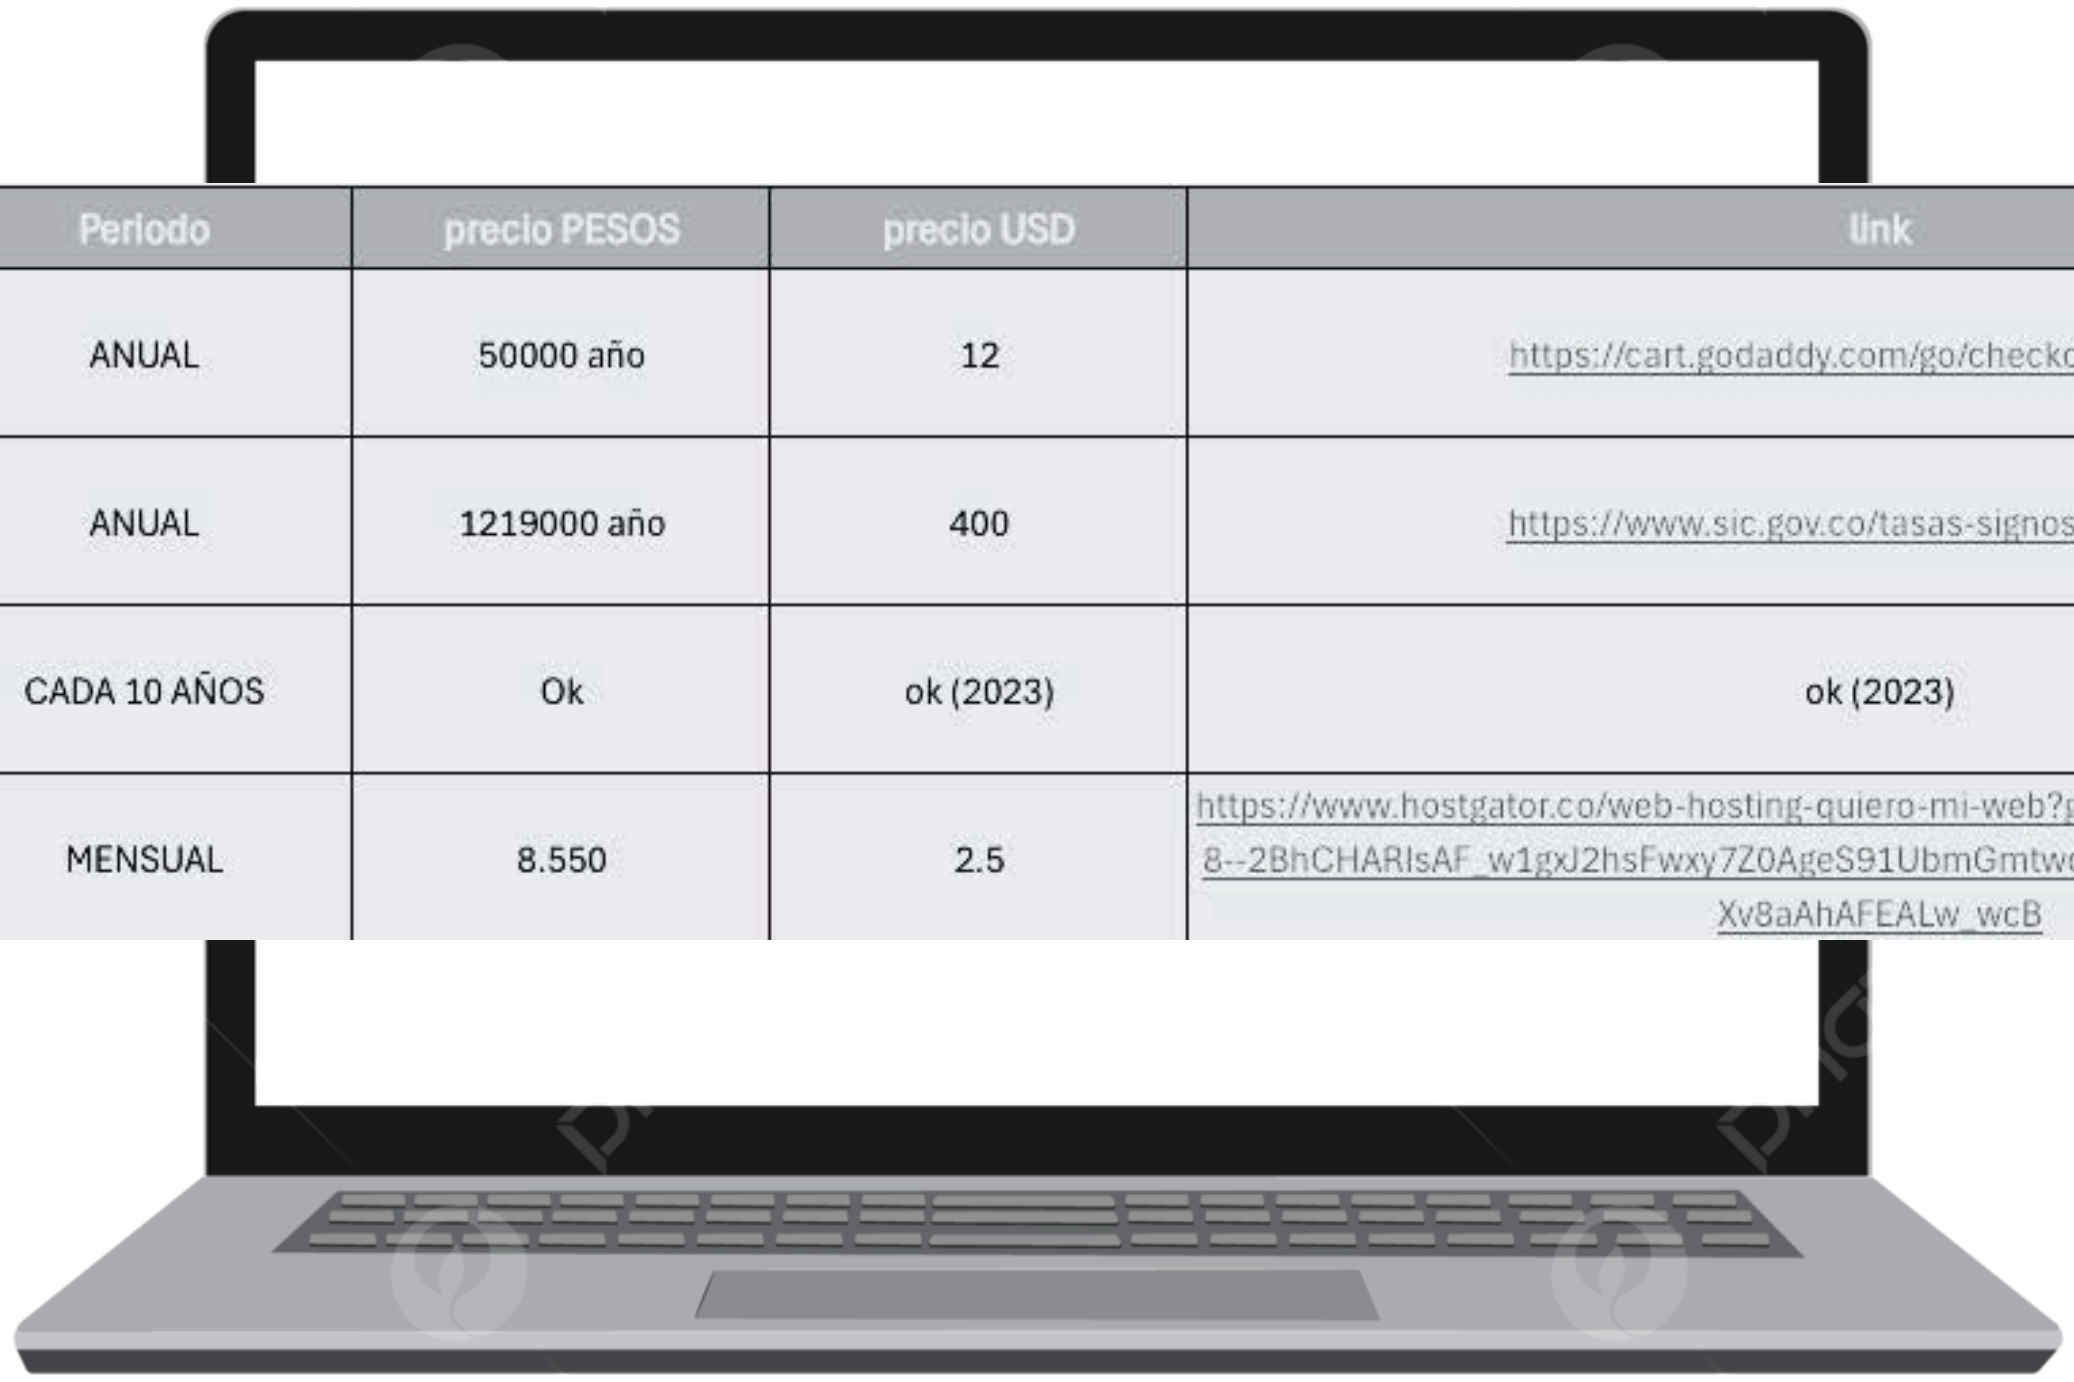 Periodo precio PESOS precio USD link
ANUAL 50000 año 12 https://cart.godaddy.com/go/checko
ANUAL 1219000 año 400 https://www.sic.gov.co/tasas-signos
CADA 10 AÑOS Ok ok (2023) ok (2023)
MENSUAL 8.550 2.5 https://www.hostgator.co/web-hosting-quiero-mi-web?g
8--2BhCHARIsAF_w1gxJ2hsFwxy7Z0AgeS91UbmGmtwo
Xv8aAhAFEALw_wcB